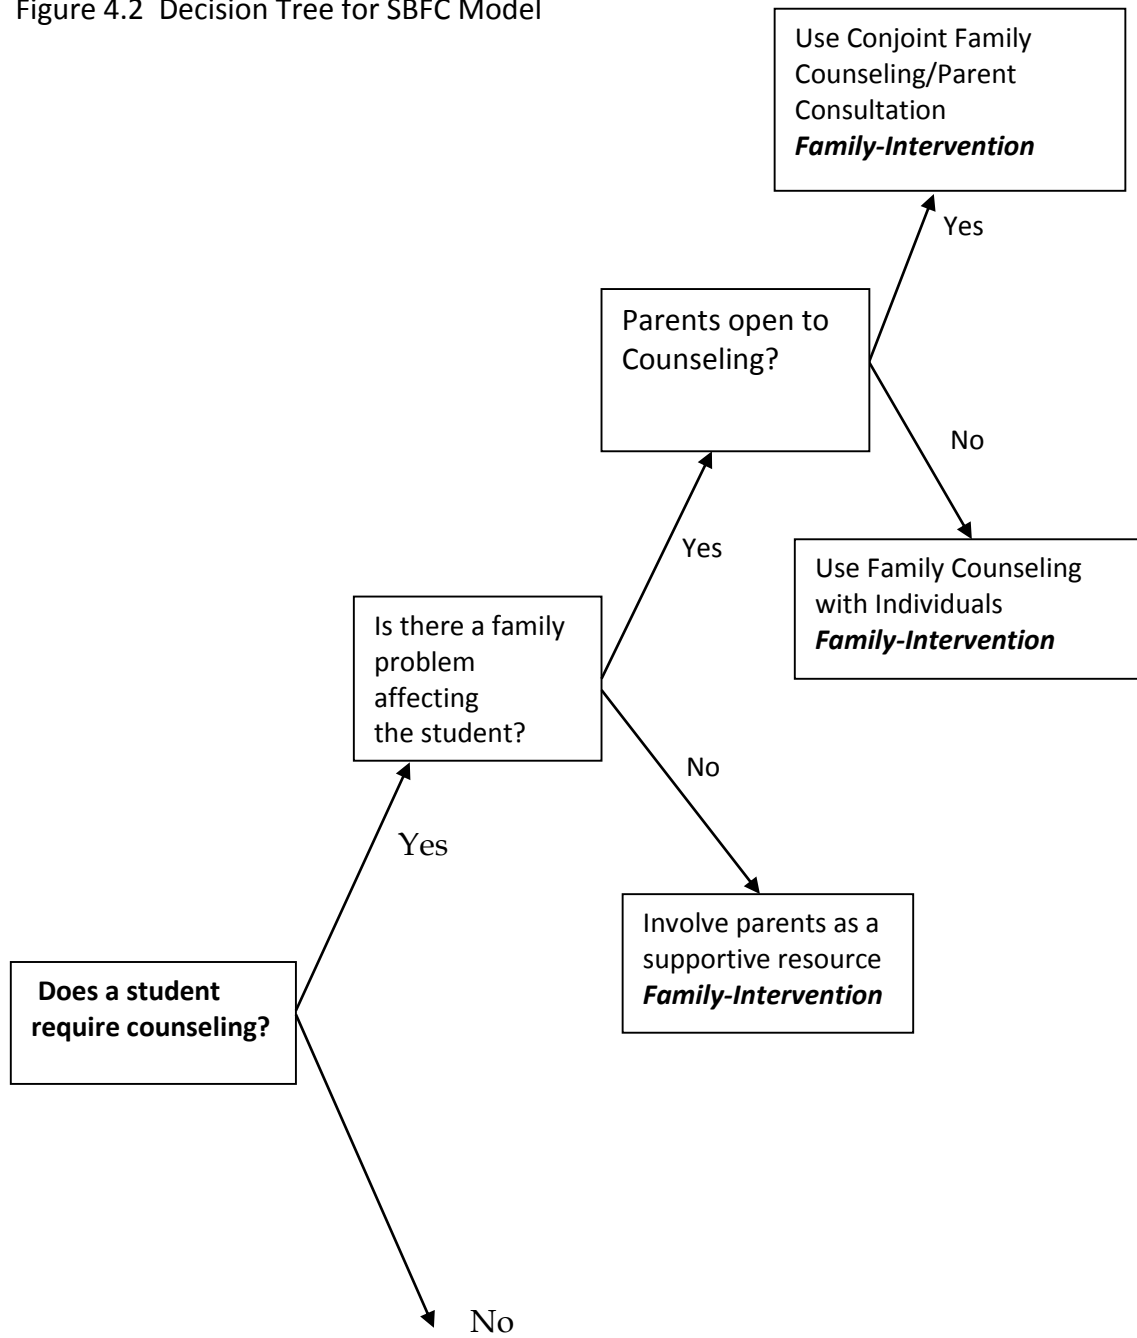 Figure 4.2  Decision Tree for SBFC Model
Use Conjoint Family
Counseling/Parent
Consultation
Family-Intervention
Yes
Parents open to
Counseling?
No
Yes
Use Family Counseling
with Individuals
Family-Intervention
Is there a family
problem
affecting
the student?
No
Yes
Involve parents as a
supportive resource
Family-Intervention
Does a student
require counseling?
No